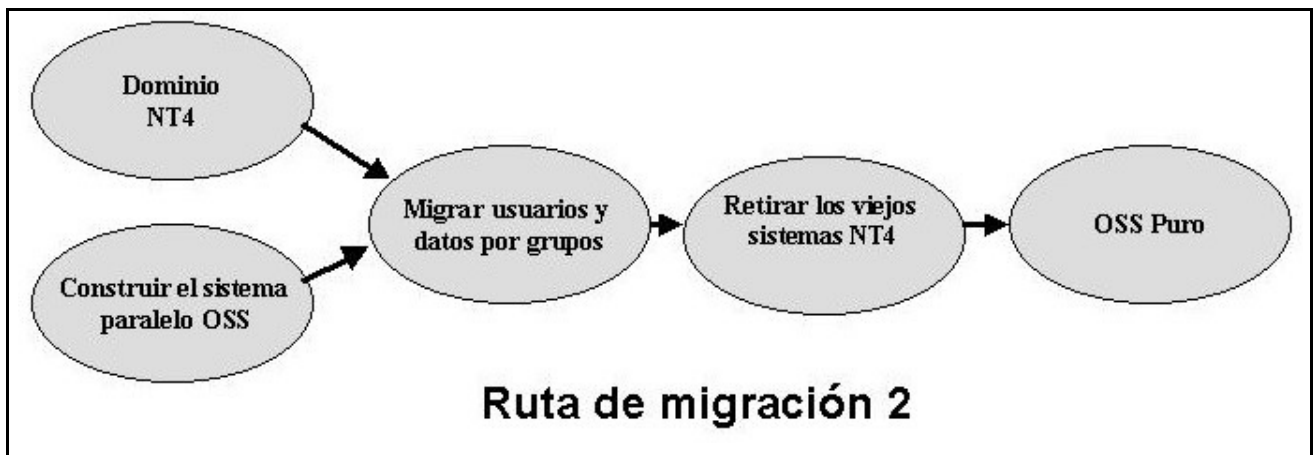 Dominio
NT4
Construir el sistema
paralelo OSS
Migrar usuarios y
datos por grupos
Retirar los viejos
sistemas NT4
OSS Puro
Ruta de migración 2